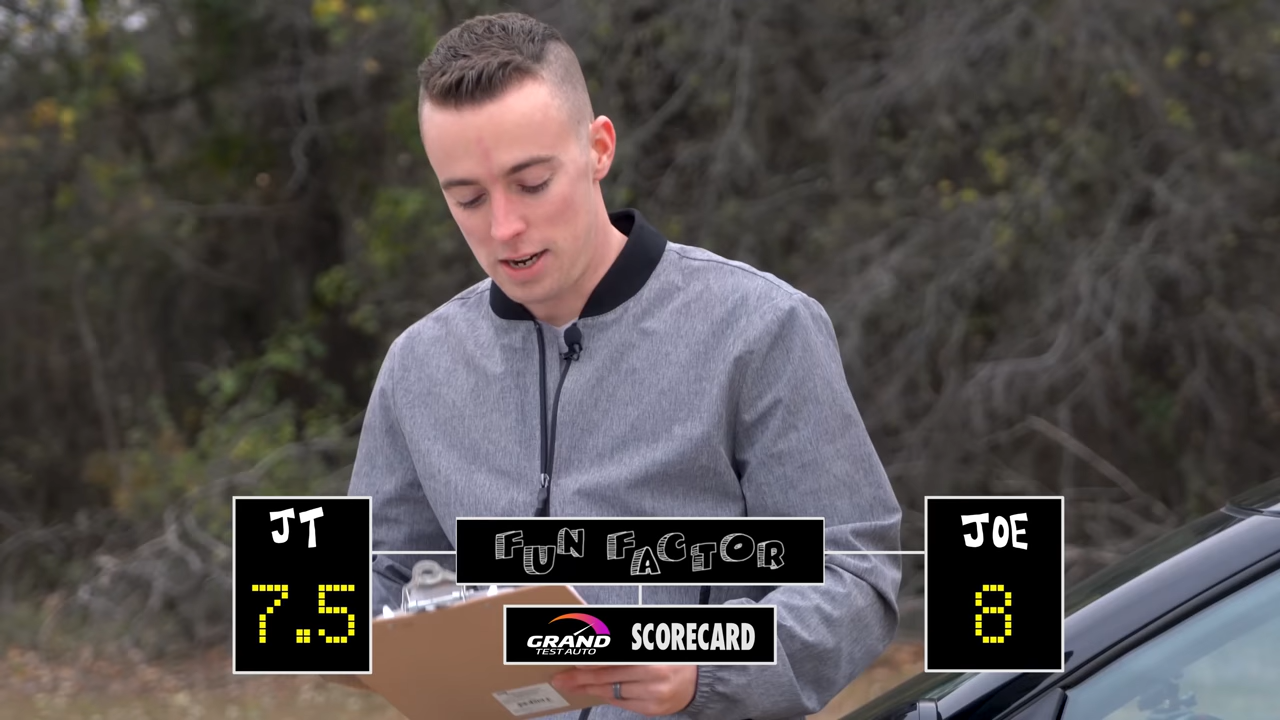 JT
7.5
FUN FACTOR
JOE
8
GRAND
TEST AUTO
SCORECARD